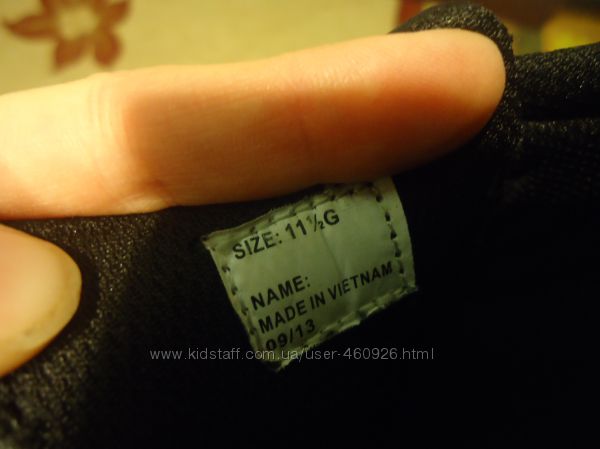 SIZE: 11½G
NAME:
MADE IN VIETNAM
09/13
www.kidstaff.com.ua/user-460926.html